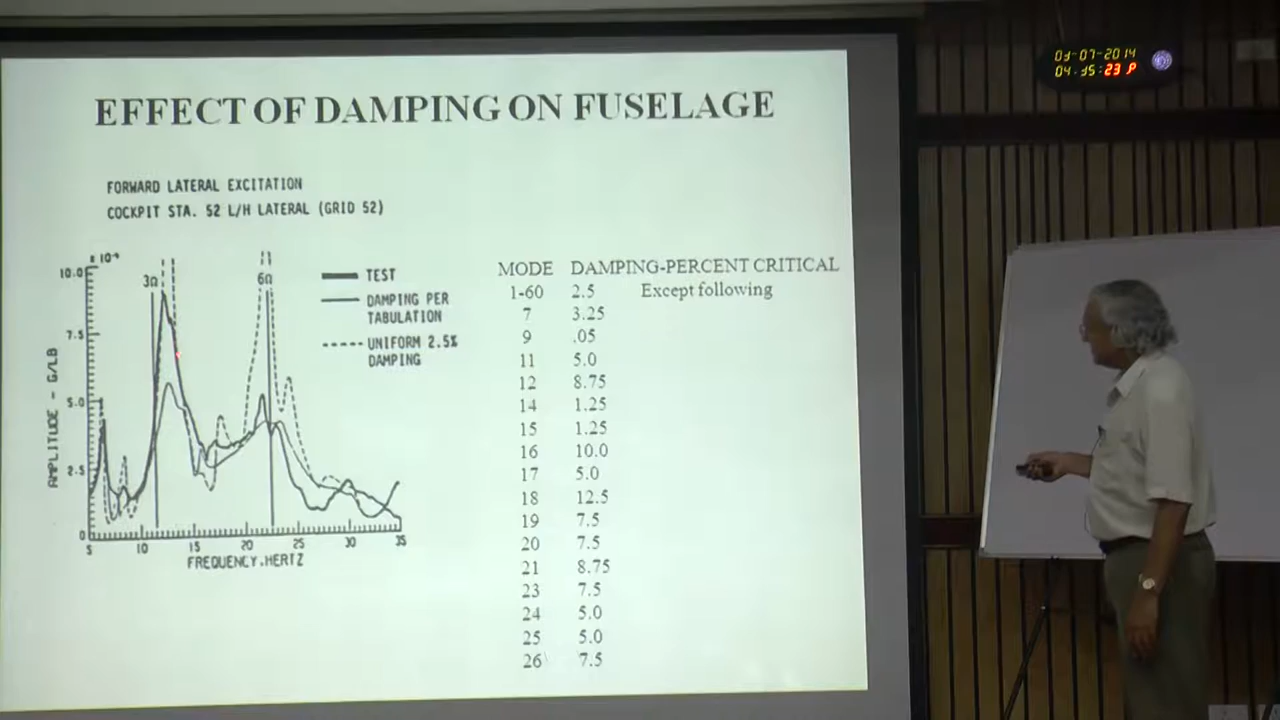 03-07-2014
04:35:23 P
EFFECT OF DAMPING ON FUSELAGE
FORWARD LATERAL EXCITATION
COCKPIT STA. 52 L/H LATERAL (GRID 52)
10.0
7.5
5.0
2.5
0
AMPLITUDE - G/LB
3Ω
6Ω
5
10
15
20
25
30
35
FREQUENCY.HERTZ
TEST
DAMPING PER
TABULATION
UNIFORM 2.5%
DAMPING
MODE DAMPING-PERCENT CRITICAL
1-60 2.5 Except following
7 3.25
9 .05
11 5.0
12 8.75
14 1.25
15 1.25
16 10.0
17 5.0
18 12.5
19 7.5
20 7.5
21 8.75
23 7.5
24 5.0
25 5.0
26 7.5